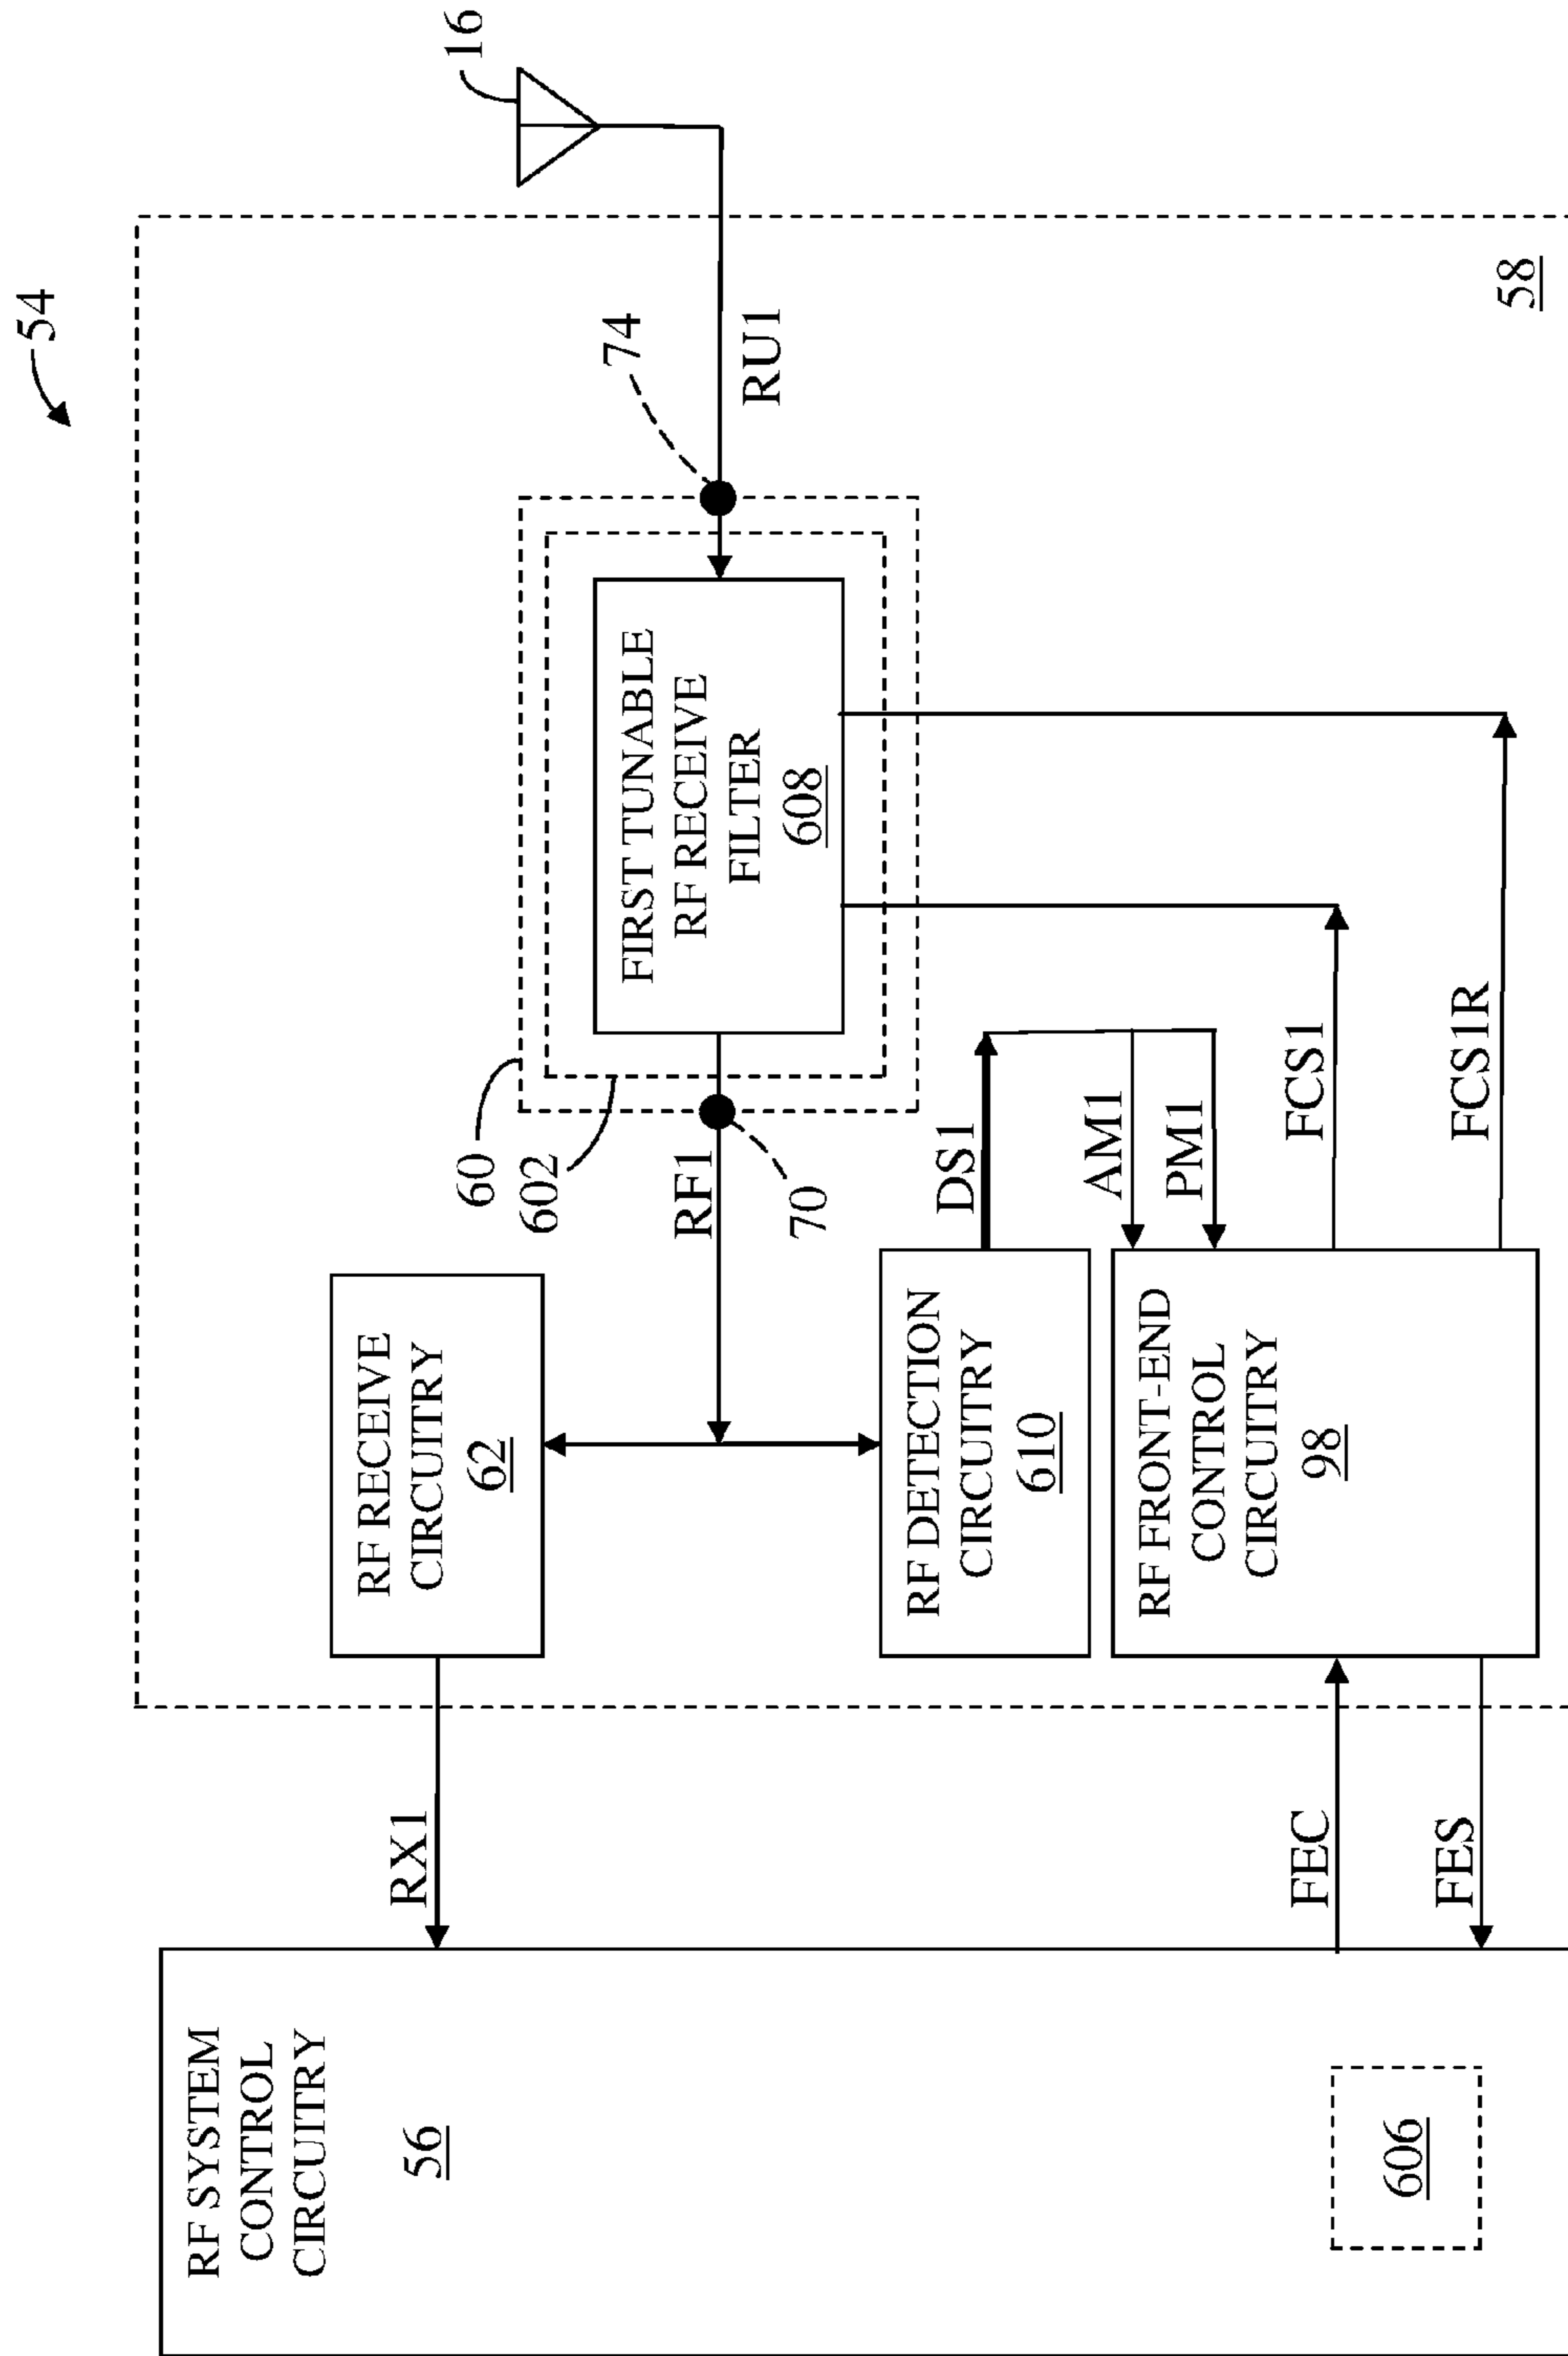 54
16
RF SYSTEM
CONTROL
CIRCUITRY
56
606
RX1
FEC
FES
RF RECEIVE
CIRCUITRY
62
RF DETECTION
CIRCUITRY
610
RF FRONT-END
CONTROL
CIRCUITRY
98
60
602
RF1
70
DS1
AM1
PM1
FCS1
FCS1R
FIRST TUNABLE
RF RECEIVE
FILTER
608
74
RU1
58